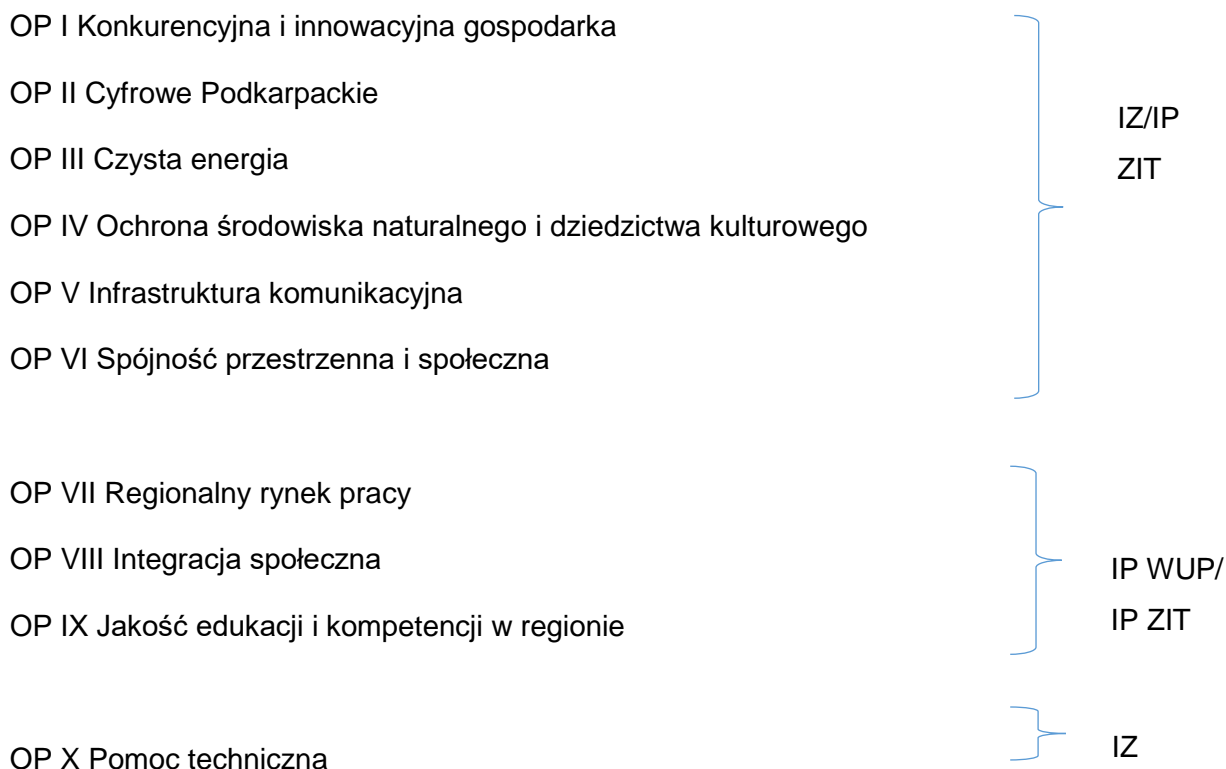 OP I Konkurencyjna i innowacyjna gospodarka
OP II Cyfrowe Podkarpackie
OP III Czysta energia
OP IV Ochrona środowiska naturalnego i dziedzictwa kulturowego
OP V Infrastruktura komunikacyjna
OP VI Spójność przestrzenna i społeczna
IZ/IP
ZIT
OP VII Regionalny rynek pracy
OP VIII Integracja społeczna
OP IX Jakość edukacji i kompetencji w regionie
IP WUP/
IP ZIT
OP X Pomoc techniczna
IZ